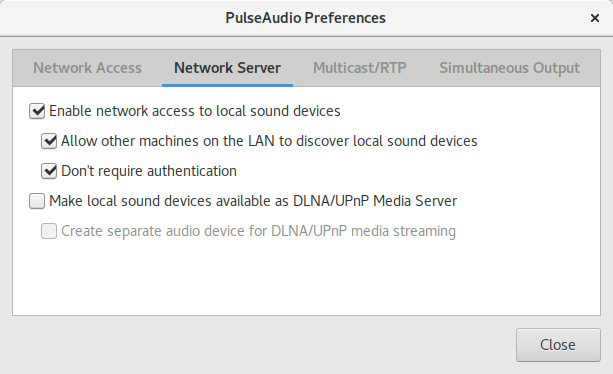 PulseAudio Preferences
Network Access Network Server Multicast/RTP Simultaneous Output
Enable network access to local sound devices
Allow other machines on the LAN to discover local sound devices
Don't require authentication
Make local sound devices available as DLNA/UPnP Media Server
Create separate audio device for DLNA/UPnP media streaming
Close